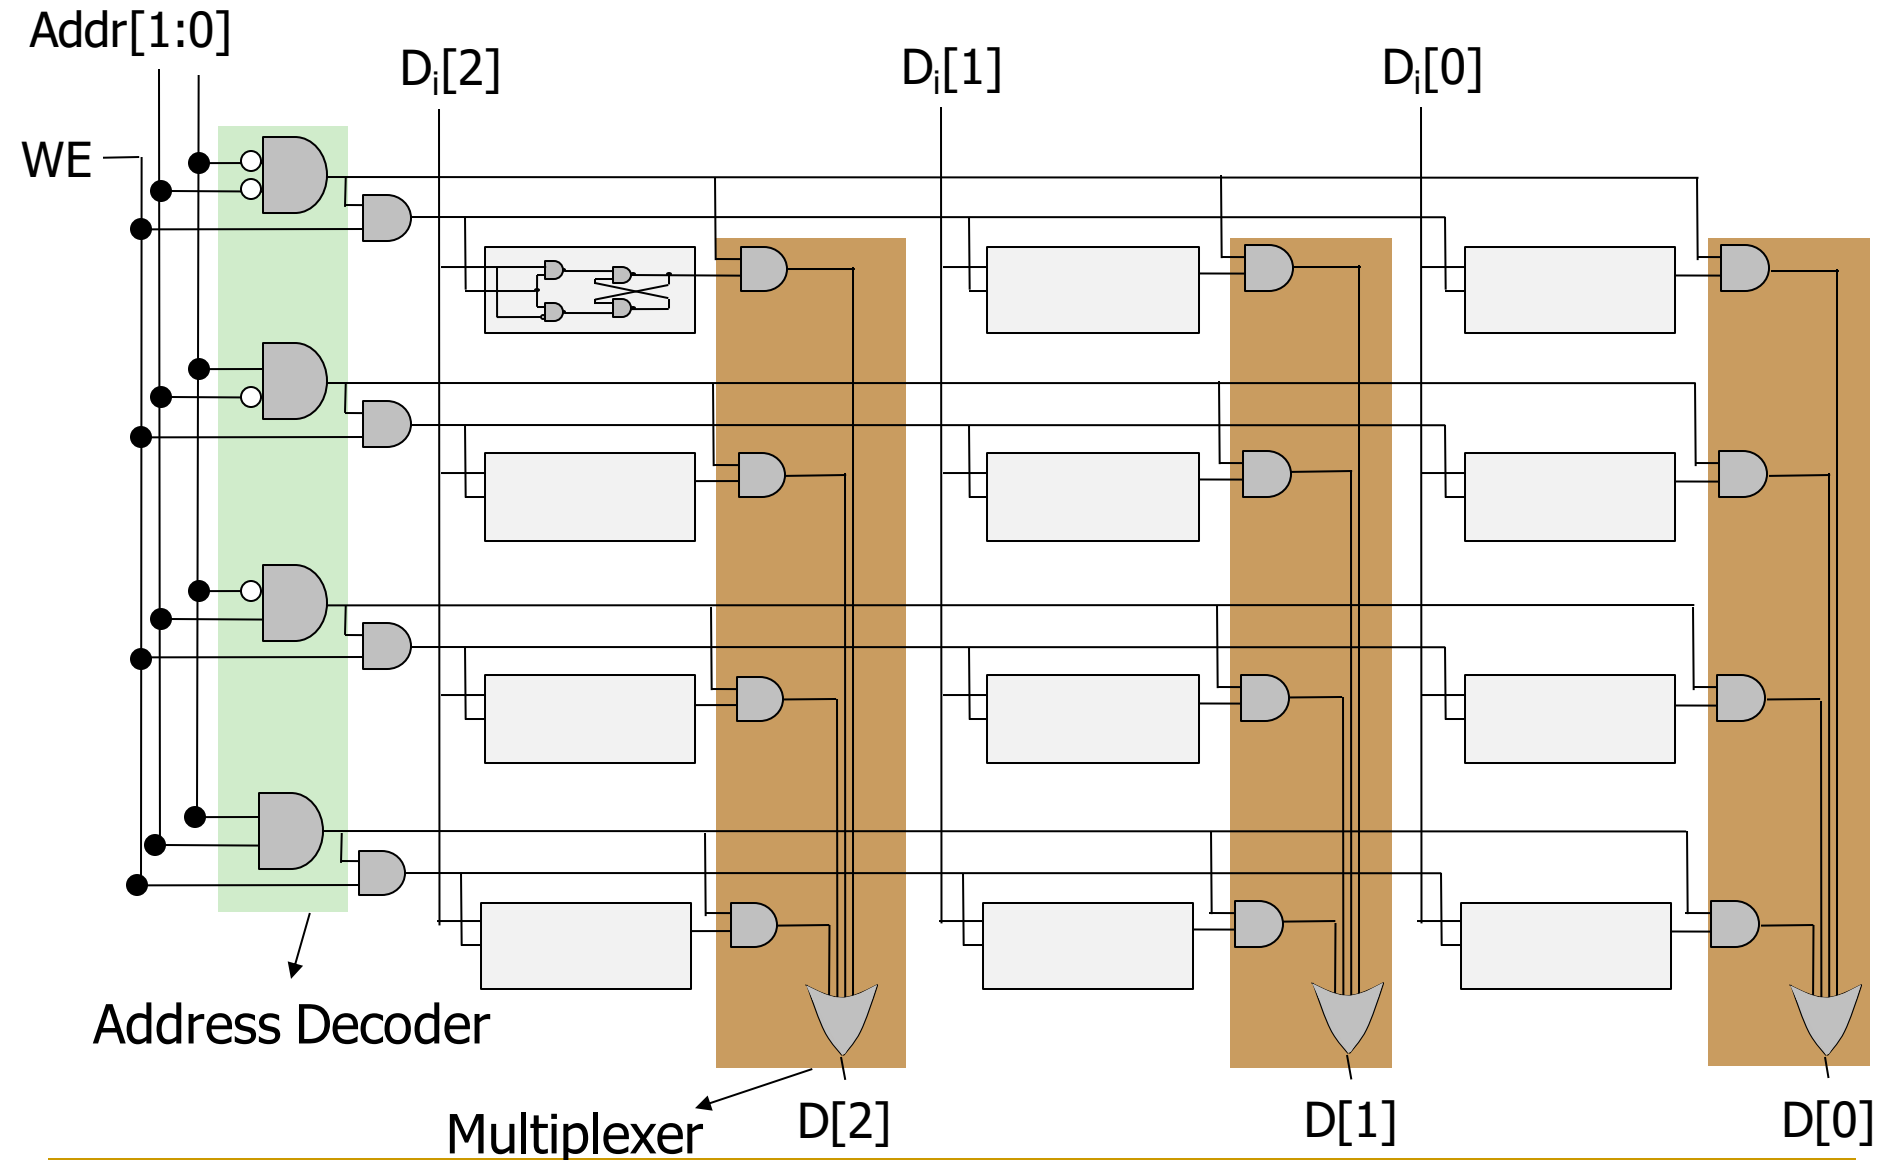 Addr[1:0]
Di[2]
Di[1]
Di[0]
WE
Address Decoder
Multiplexer
D[2]
D[1]
D[0]